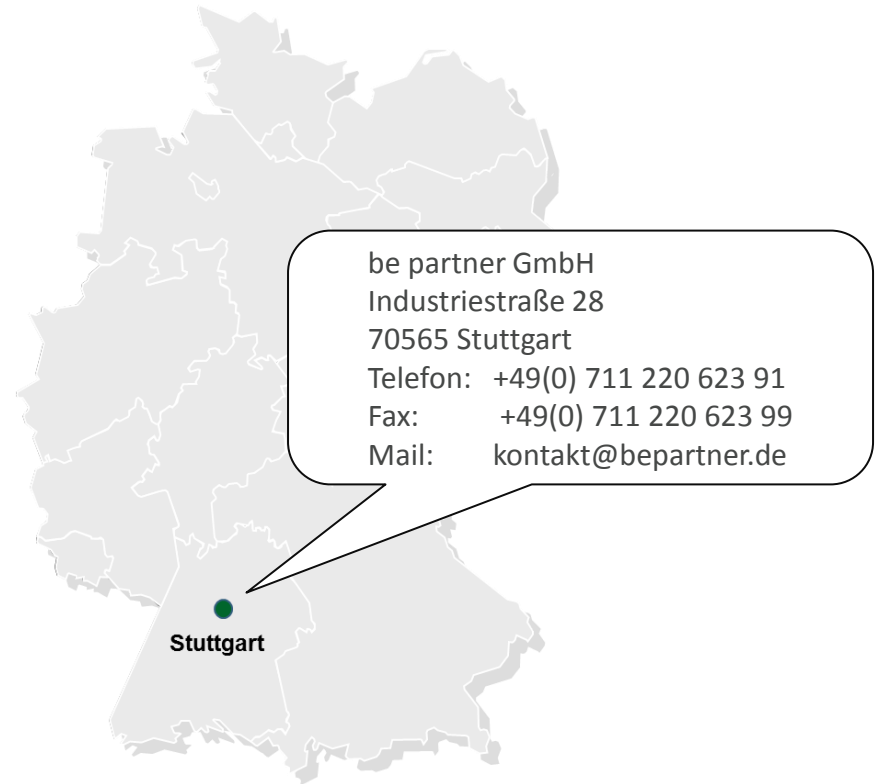 be partner GmbH
Industriestraße 28
70565 Stuttgart
Telefon: +49(0) 711 220 623 91
Fax: +49(0) 711 220 623 99
Mail: kontakt@bepartner.de
Stuttgart